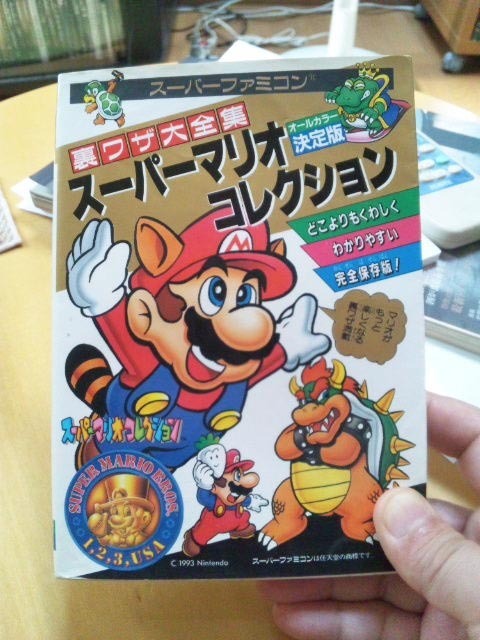 スーパーファミコン
裏ワザ大全集
オールカラー
決定版
スーパーマリオ
コレクション
どこよりもくわしく
わかりやすい
完全保存版!
M
スーパーマリオコレクション
SUPER MARIO BROS.
1, 2, 3, USA
C 1993 Nintendo
スーパーファミコンは任天堂の商標です